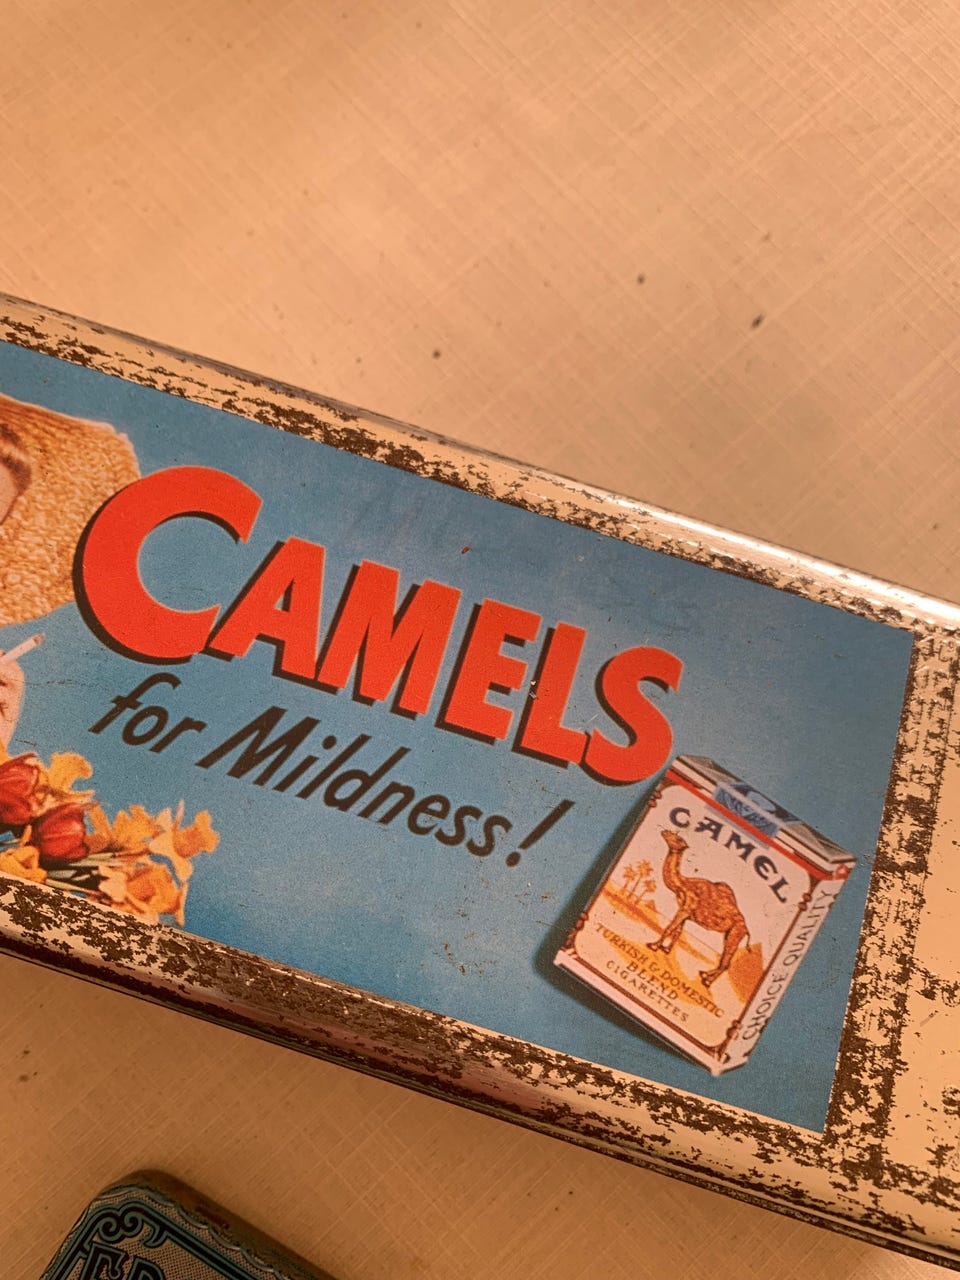 CAMELS
for Mildness!
CAMEL
TURKISH & DOMESTIC
BLEND
CIGARETTES
CHOICE QUALITY